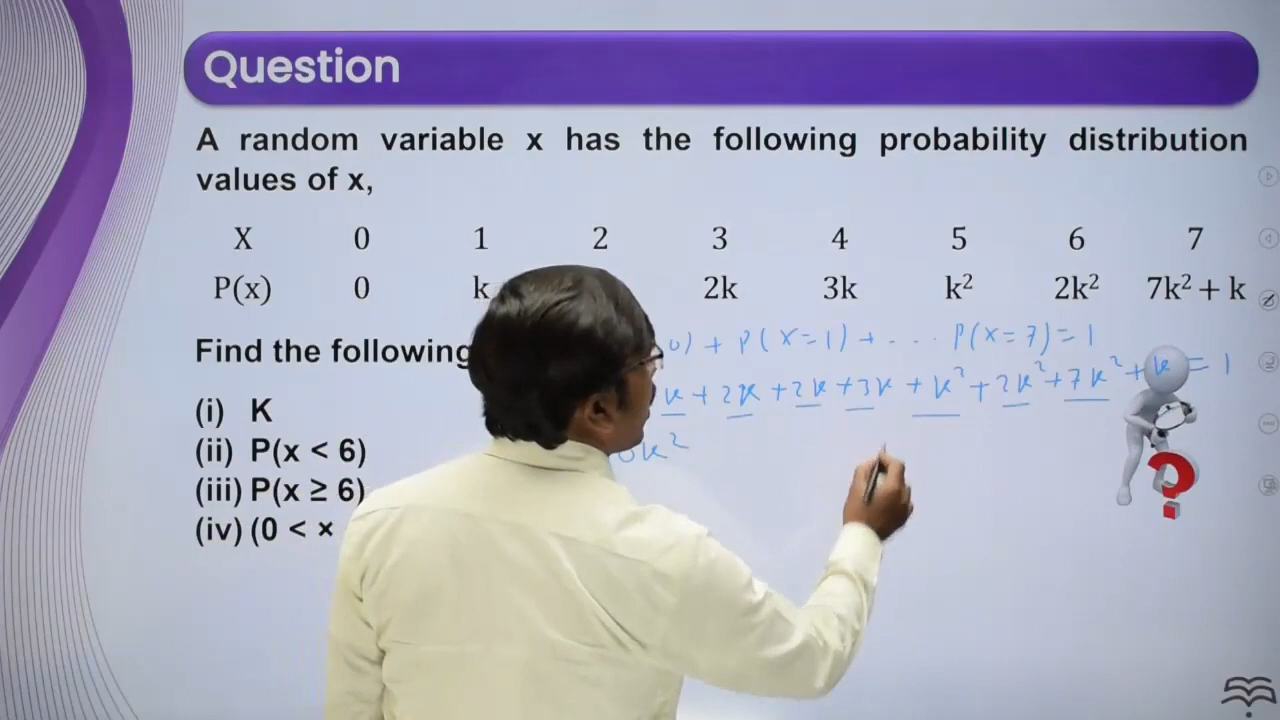 Question
A random variable x has the following probability distribution
values of x,
X 0 1 2 3 4 5 6 7
P(x) 0 k 2k 3k k² 2k² 7k² + k
Find the following
0) + P(X=1) + ... P(X=7) = 1
(i) K
k + 2k + 2k + 3k + k² + 2k² + 7k² + k = 1
(ii) P(x < 6)
k²
(iii) P(x ≥ 6)
(iv) (0 < x